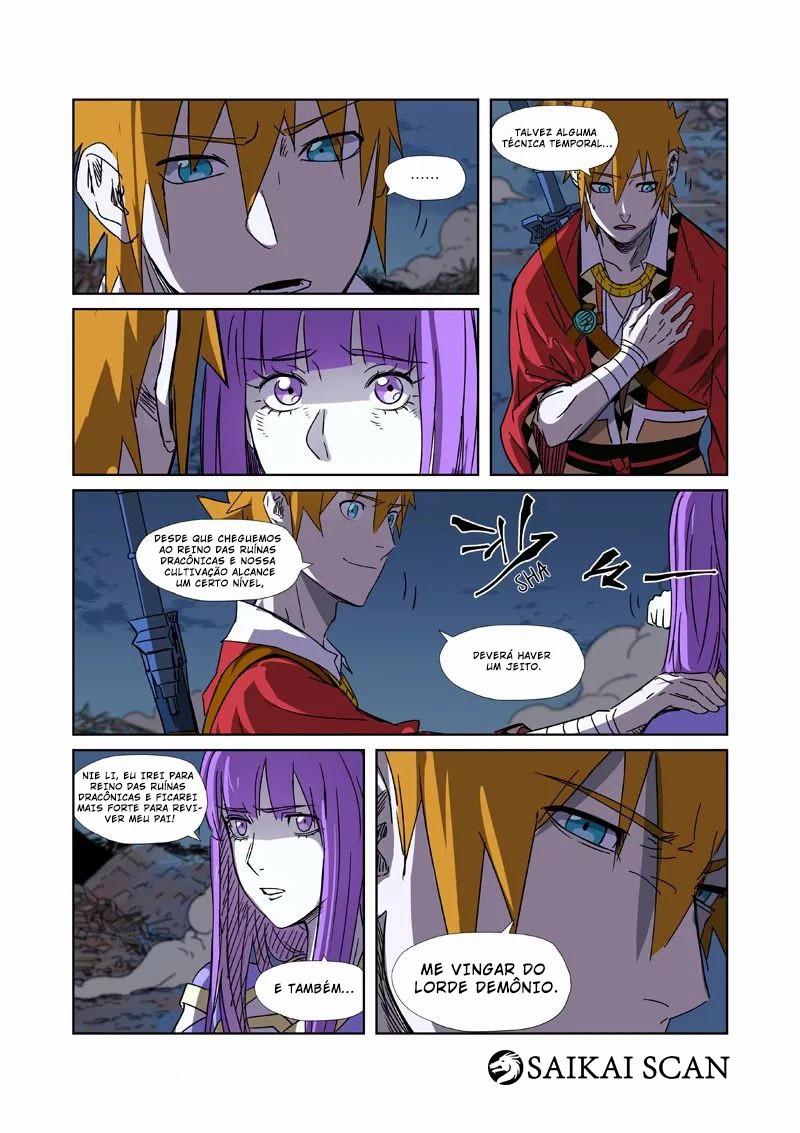 ......
TALVEZ ALGUMA
TÉCNICA TEMPORAL...
DESDE QUE CHEGUEMOS
AO REINO DAS RUÍNAS
DRACÔNICAS E NOSSA
CULTIVAÇÃO ALCANCE
UM CERTO NÍVEL,
SHA
DEVERÁ HAVER
UM JEITO.
NIE LI, EU IREI PARA
REINO DAS RUÍNAS
DRACÔNICAS E FICAREI
MAIS FORTE PARA REVI-
VER MEU PAI!
E TAMBÉM...
ME VINGAR DO
LORDE DEMÔNIO.
SAIKAI SCAN